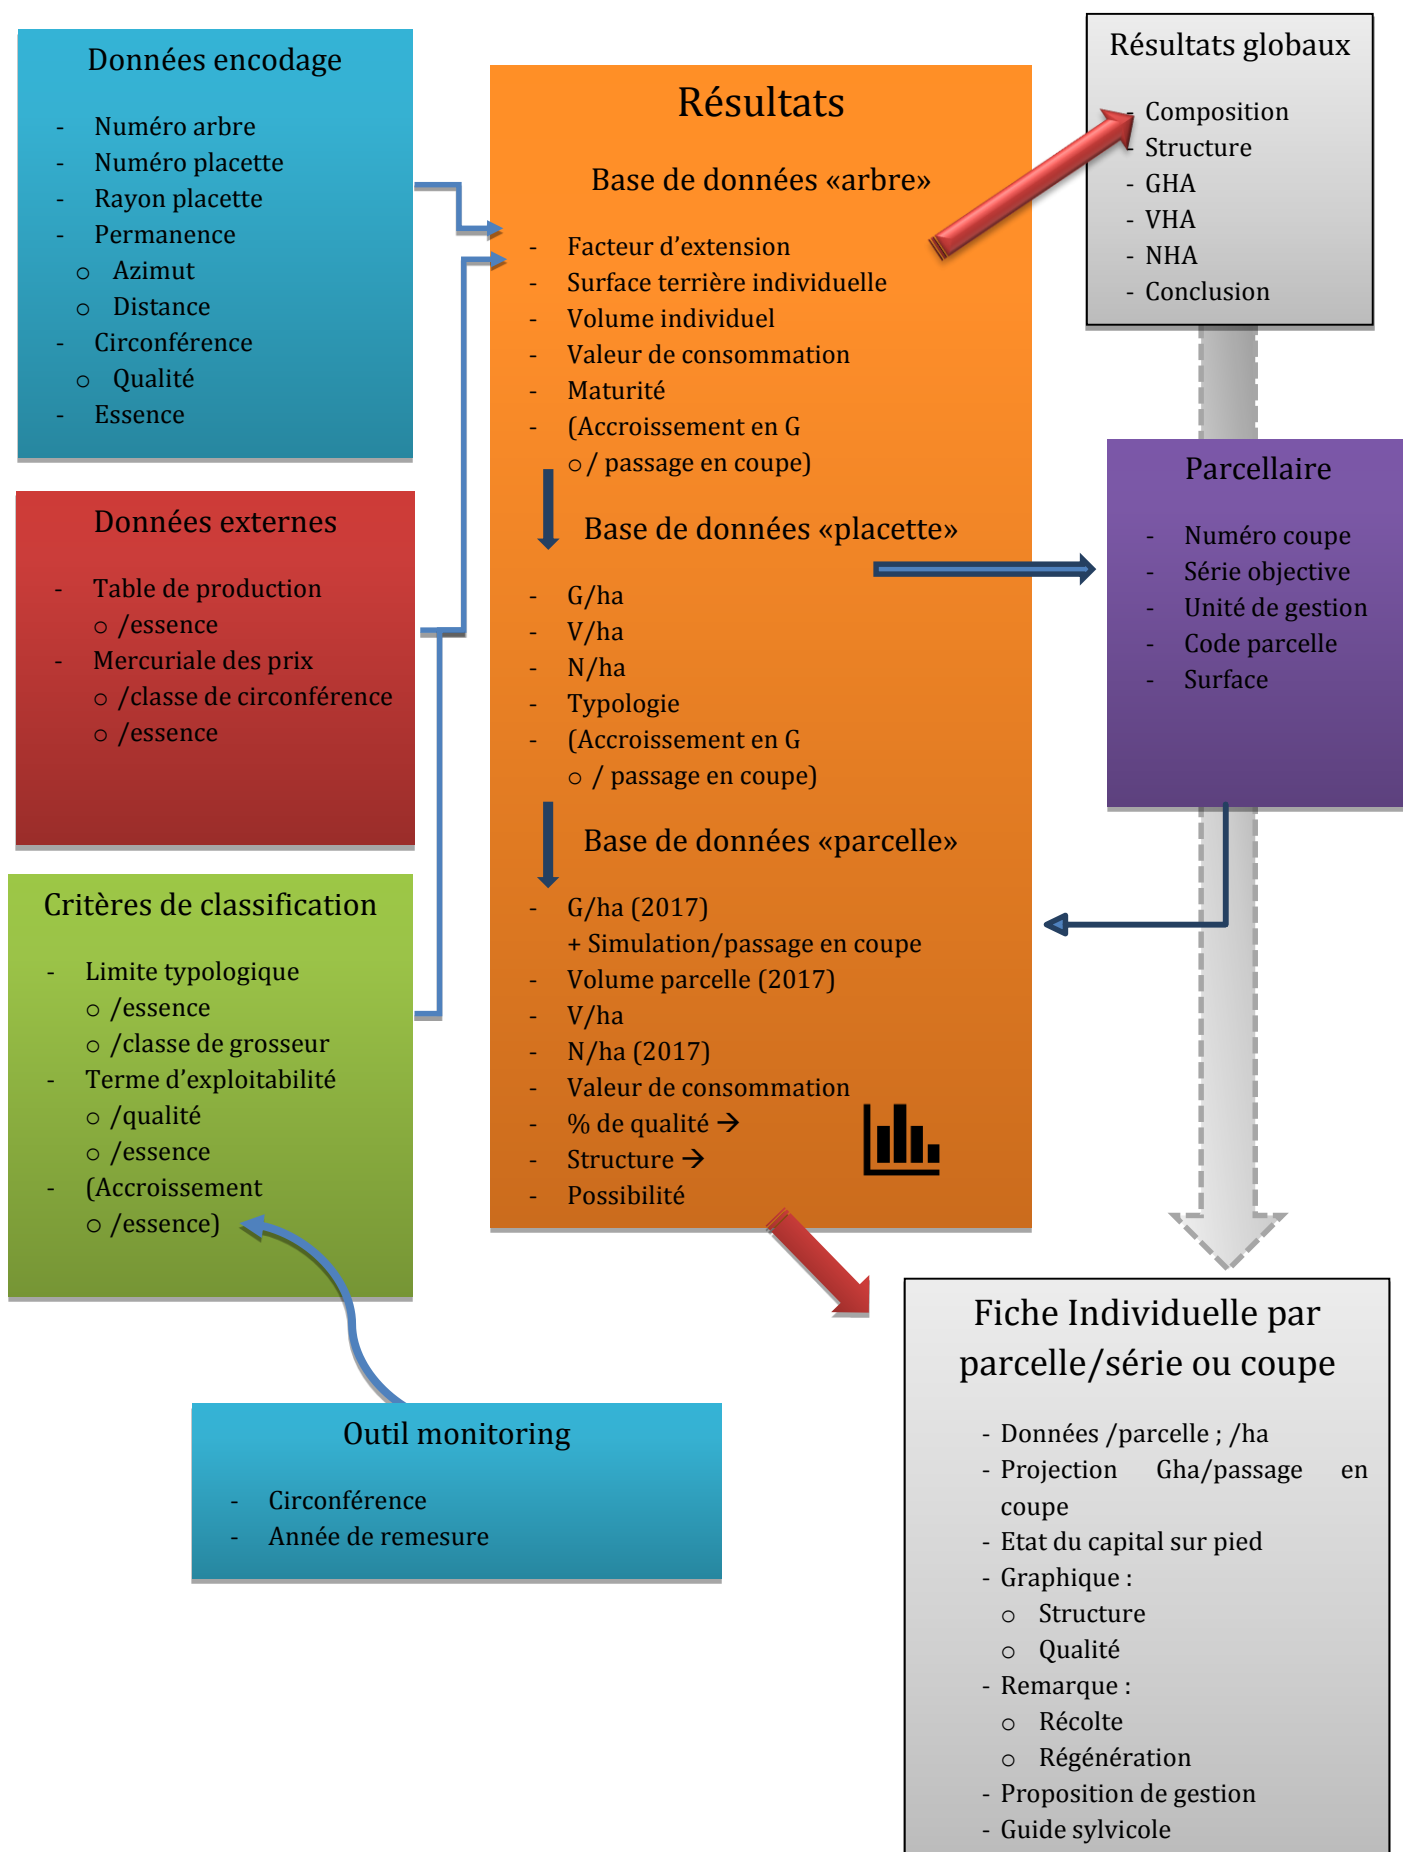 Données encodage
- Numéro arbre
- Numéro placette
- Rayon placette
- Permanence
o Azimut
o Distance
- Circonférence
o Qualité
- Essence
Données externes
- Table de production
o /essence
- Mercuriale des prix
o /classe de circonférence
o /essence
Critères de classification
- Limite typologique
o /essence
o /classe de grosseur
- Terme d'exploitabilité
o /qualité
o /essence
- (Accroissement
o /essence)
Outil monitoring
- Circonférence
- Année de remesure
Résultats
Base de données «arbre»
- Facteur d'extension
- Surface terrière individuelle
- Volume individuel
- Valeur de consommation
- Maturité
- (Accroissement en G
o / passage en coupe)
Base de données «placette»
- G/ha
- V/ha
- N/ha
- Typologie
- (Accroissement en G
o / passage en coupe)
Base de données «parcelle»
- G/ha (2017)
+ Simulation/passage en coupe
- Volume parcelle (2017)
- V/ha
- N/ha (2017)
- Valeur de consommation
- % de qualité →
- Structure →
- Possibilité
Résultats globaux
- Composition
- Structure
- GHA
- VHA
- NHA
- Conclusion
Parcellaire
- Numéro coupe
- Série objective
- Unité de gestion
- Code parcelle
- Surface
Fiche Individuelle par
parcelle/série ou coupe
- Données /parcelle ; /ha
- Projection Gha/passage en
coupe
- Etat du capital sur pied
- Graphique :
o Structure
o Qualité
- Remarque :
o Récolte
o Régénération
- Proposition de gestion
- Guide sylvicole